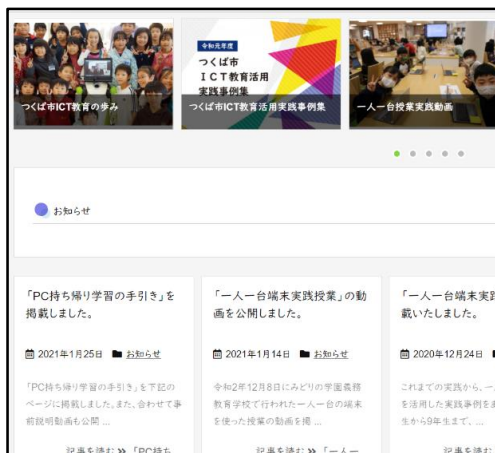 令和元年度
つくば市
ICT教育活用
実践事例集
つくば市ICT教育の歩み
つくば市ICT教育活用実践事例集
一人一台授業実践動画
お知らせ
「PC持ち帰り学習の手引き」を
掲載しました。
2021年1月25日 お知らせ
「PC持ち帰り学習の手引き」を下記の
ページに掲載しました。また、合わせて事
前説明動画も公開 ...
記事を読む » 「PC持ち
「一人一台端末実践授業」の動
画を公開しました。
2021年1月14日 お知らせ
令和2年12月8日にみどりの学園義務
教育学校で行われた一人一台の端末
を使った授業の動画を掲 ...
記事を読む » 「一人一
「一人一台端末実践
載いたしました。
2020年12月24日
これまでの実践から、一
を活用した実践事例をま
生から9年生まで、...
記事を読む